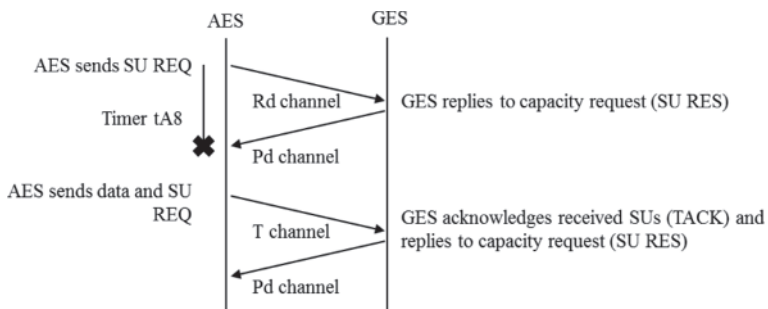 AES
GES
AES sends SU REQ
Rd channel
GES replies to capacity request (SU RES)
Timer tA8
Pd channel
AES sends data and SU
REQ
T channel
GES acknowledges received SUs (TACK) and
replies to capacity request (SU RES)
Pd channel